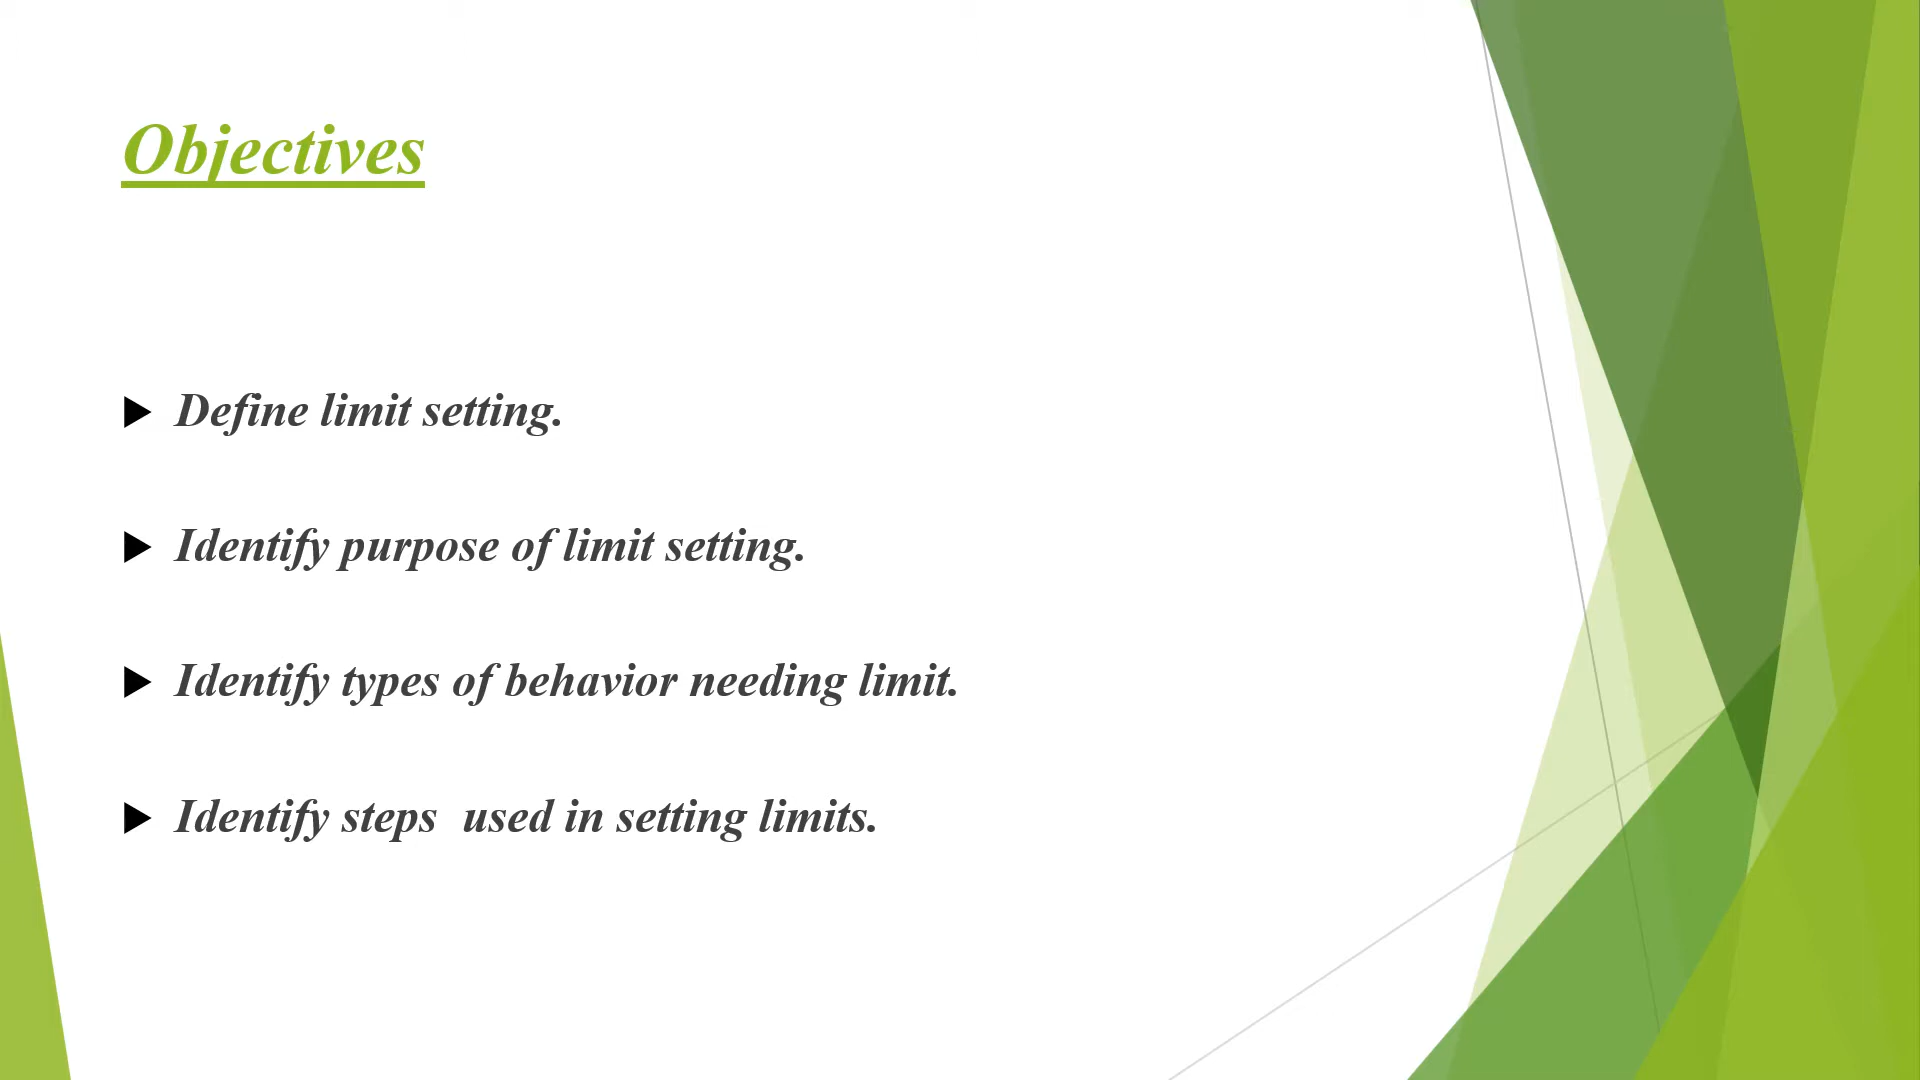 Objectives
Define limit setting.
Identify purpose of limit setting.
Identify types of behavior needing limit.
Identify steps  used in setting limits.